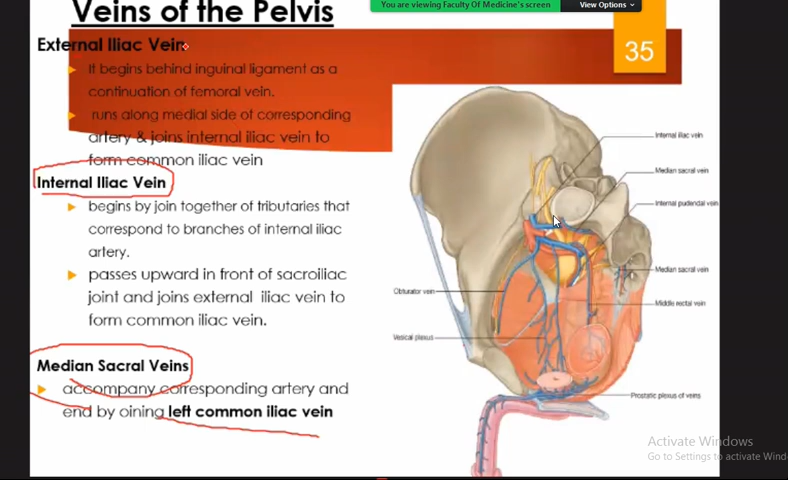 Veins of the Pelvis
You are viewing Faculty Of Medicine's screen
View Options
35
External Iliac Vein
It begins behind inguinal ligament as a
continuation of femoral vein.
runs along medial side of corresponding
artery & joins internal iliac vein to
form common iliac vein
Internal Iliac Vein
begins by join together of tributaries that
correspond to branches of internal iliac
artery.
passes upward in front of sacroiliac
joint and joins external iliac vein to
form common iliac vein.
Median Sacral Veins
accompany corresponding artery and
end by oining left common iliac vein
Internal iliac vein
Median sacral vein
Internal pudendal vein
Median sacral vein
Obturator vein
Middle rectal vein
Vesical plexus
Prostatic plexus of veins
Activate Windows
Go to Settings to activate Wind